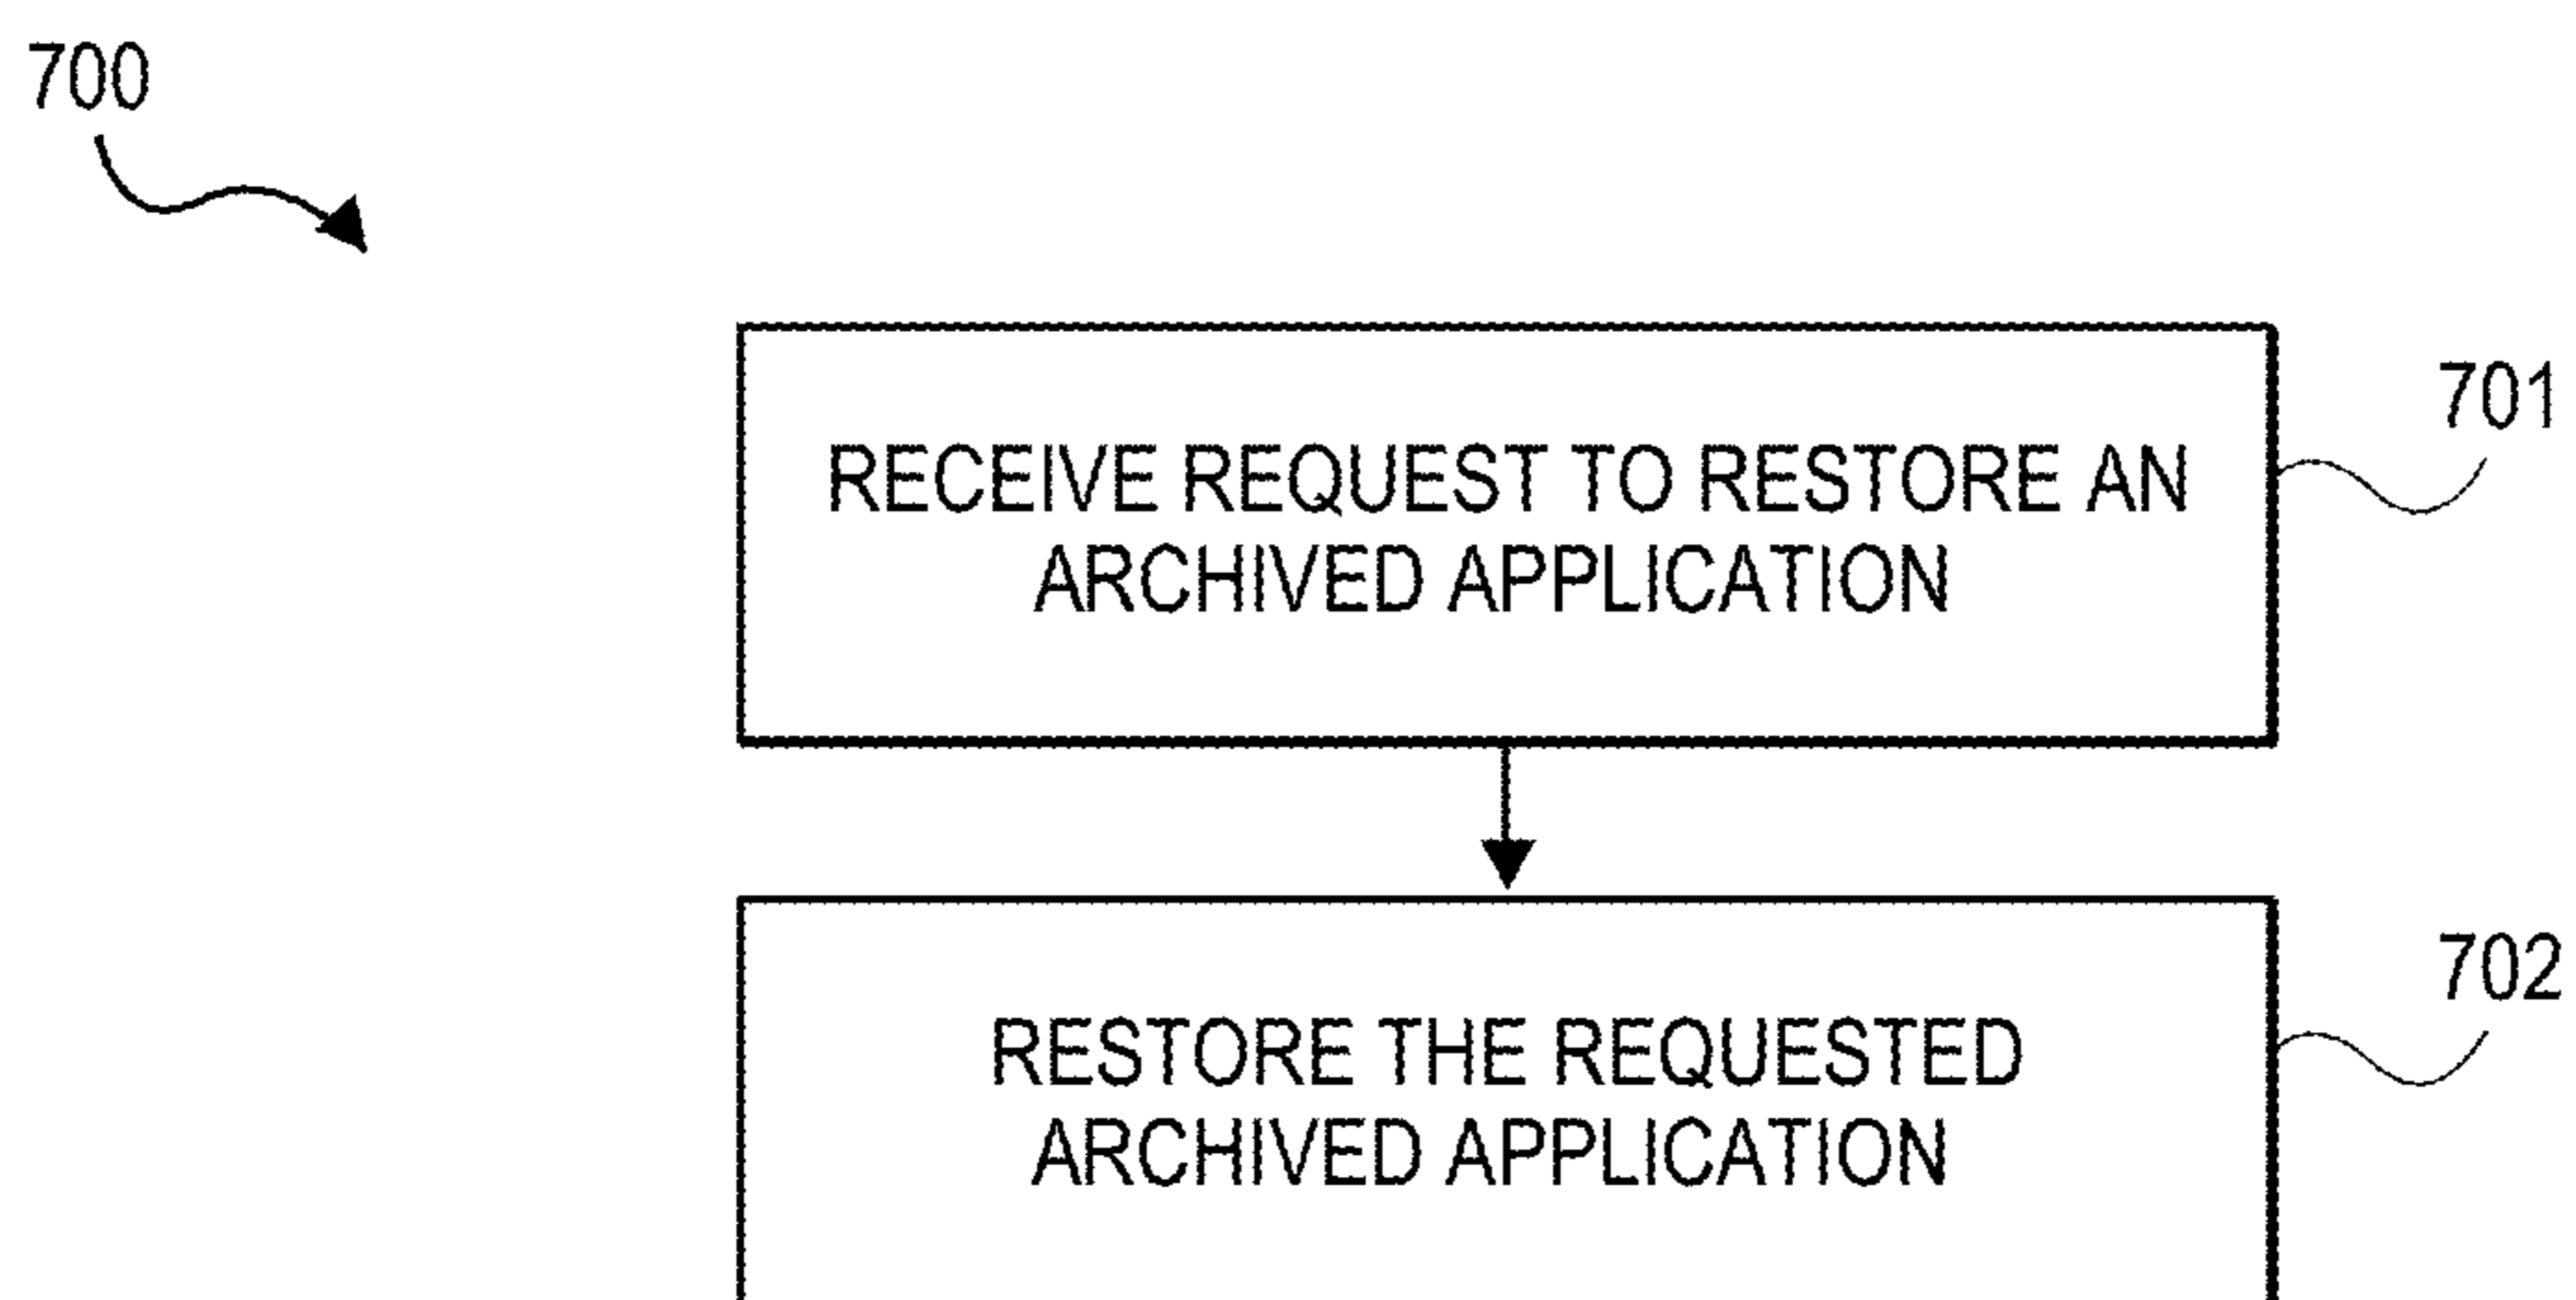 700
701
RECEIVE REQUEST TO RESTORE AN
ARCHIVED APPLICATION
702
RESTORE THE REQUESTED
ARCHIVED APPLICATION